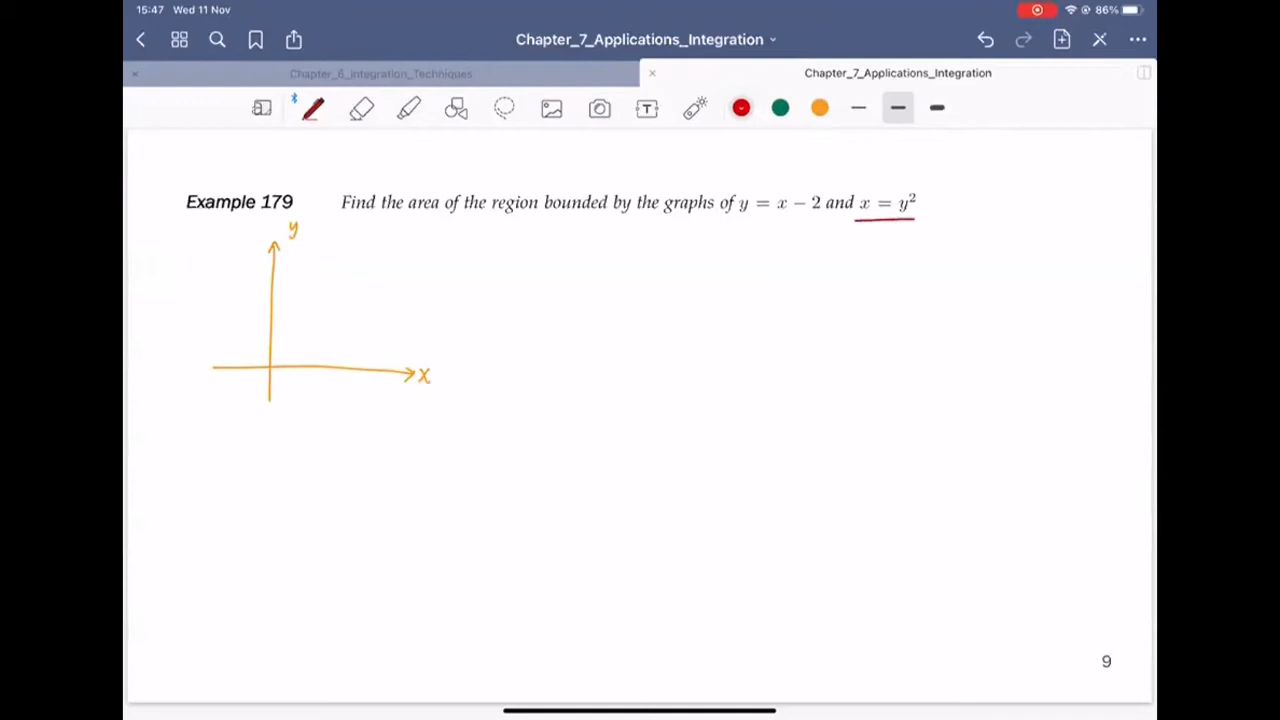 15:47 Wed 11 Nov
86%
Chapter_7_Applications_Integration
Chapter_6_Integration_Techniques
Chapter_7_Applications_Integration
Example 179 Find the area of the region bounded by the graphs of y = x − 2 and x = y²
y
x
9